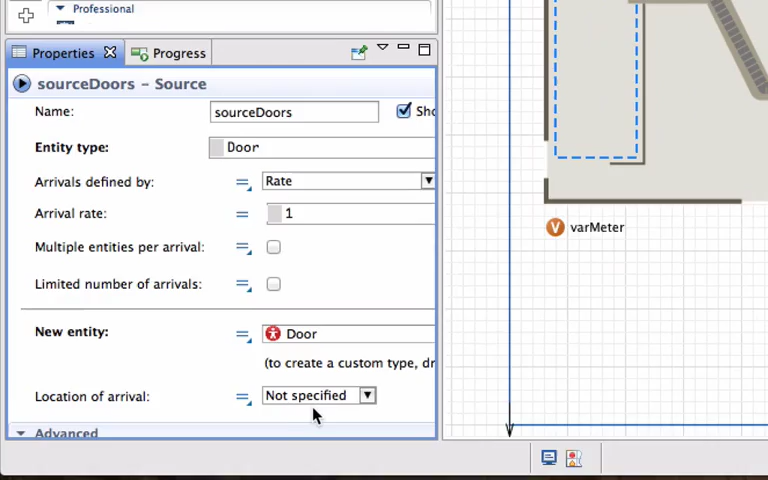 Professional
Properties
Progress
sourceDoors – Source
Name:
sourceDoors
Sho
Entity type:
Door
Arrivals defined by:
Rate
Arrival rate:
1
Multiple entities per arrival:
Limited number of arrivals:
New entity:
Door
(to create a custom type, dr
Location of arrival:
Not specified
Advanced
V varMeter